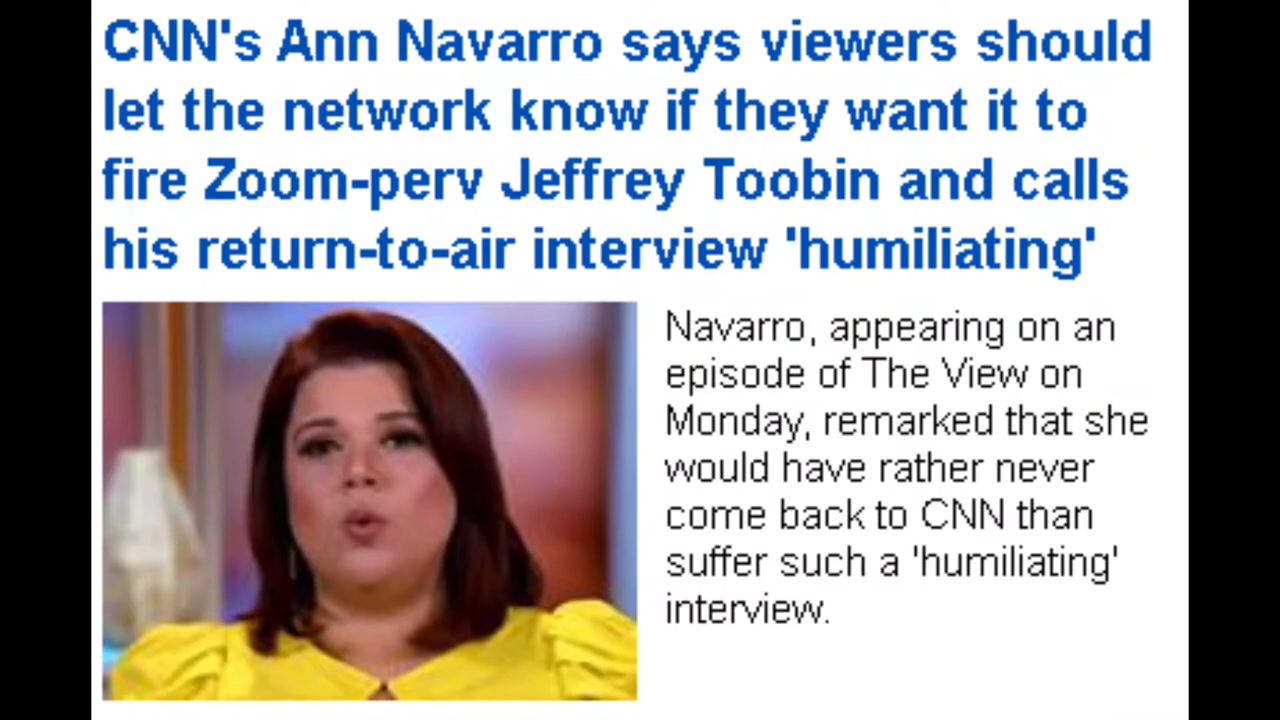 CNN's Ann Navarro says viewers should
let the network know if they want it to
fire Zoom-perv Jeffrey Toobin and calls
his return-to-air interview 'humiliating'
Navarro, appearing on an
episode of The View on
Monday, remarked that she
would have rather never
come back to CNN than
suffer such a 'humiliating'
interview.